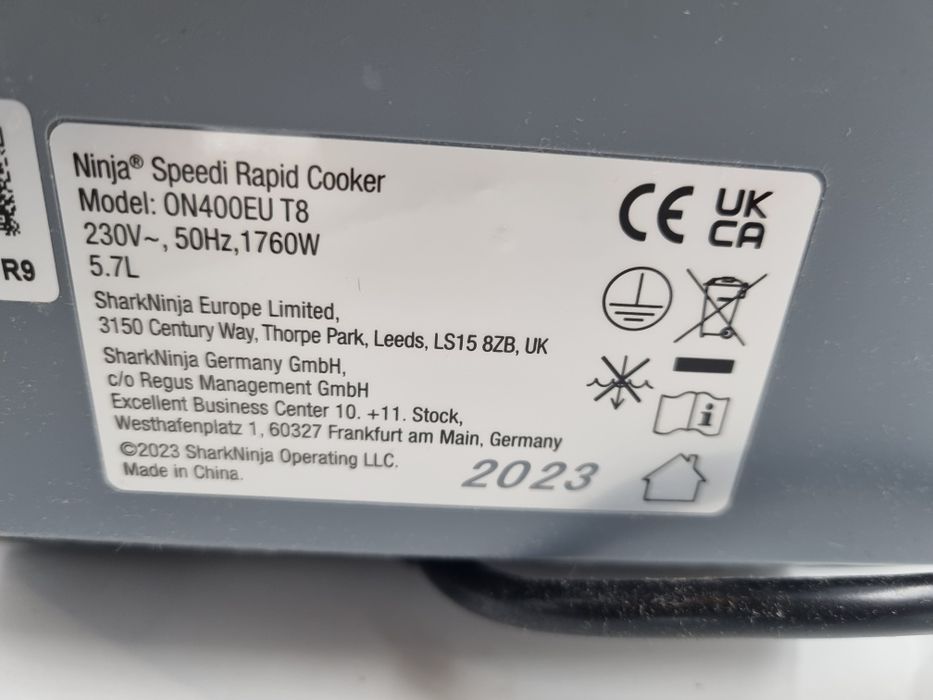 Ninja® Speedi Rapid Cooker
Model: ON400EU T8
230V~, 50Hz,1760W
5.7L
SharkNinja Europe Limited,
3150 Century Way, Thorpe Park, Leeds, LS15 8ZB, UK
SharkNinja Germany GmbH,
c/o Regus Management GmbH
Excellent Business Center 10. +11. Stock,
Westhafenplatz 1, 60327 Frankfurt am Main, Germany
©2023 SharkNinja Operating LLC.
Made in China.
2023
CE
UK
CA
i
R9